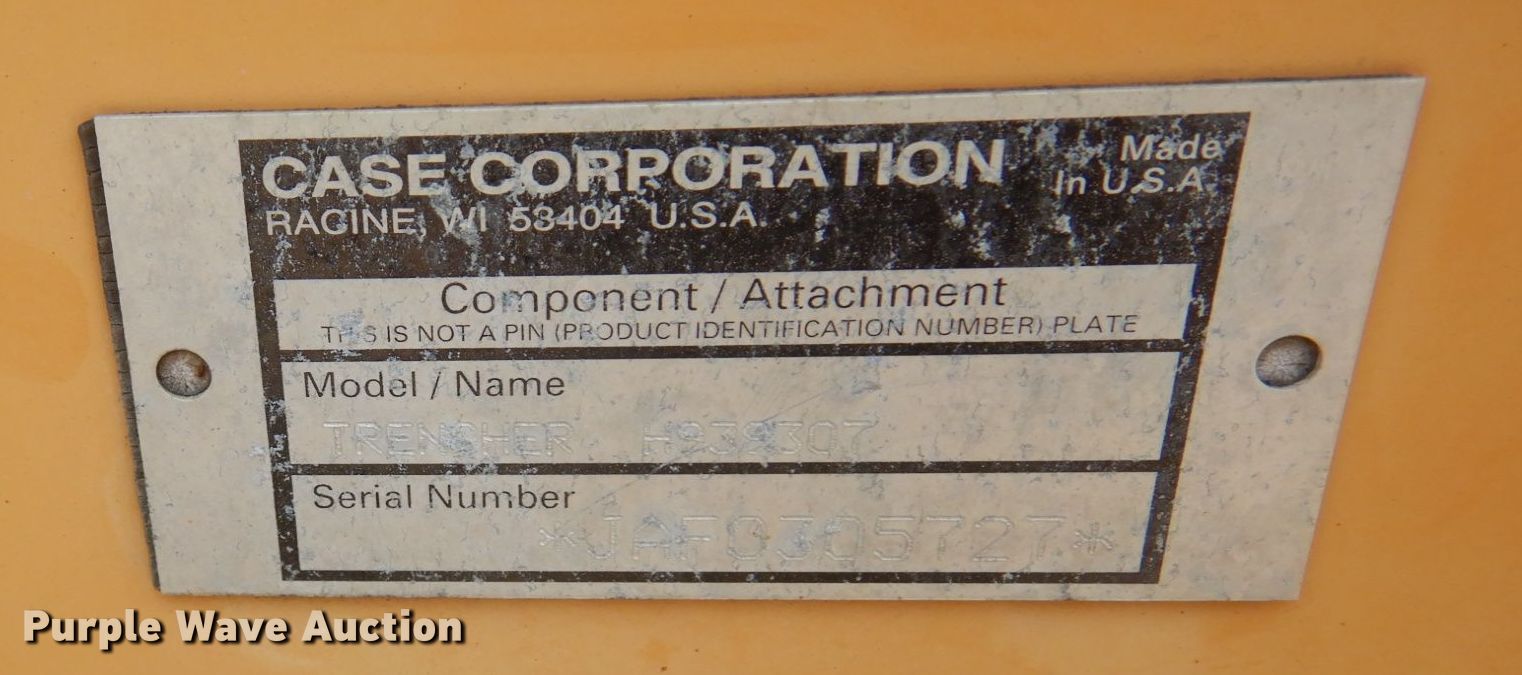 CASE CORPORATION
Made
In U.S.A.
RACINE, WI 53404 U.S.A.
Component / Attachment
THIS IS NOT A PIN (PRODUCT IDENTIFICATION NUMBER) PLATE
Model / Name
TRENCHER H939307
Serial Number
*JAF0305727*
Purple Wave Auction